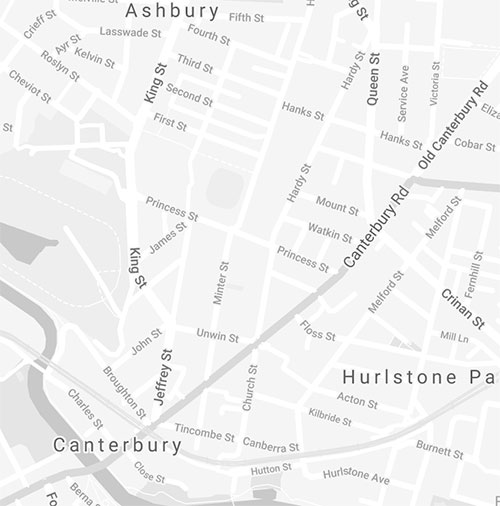 Ashbury
Fifth St
Crieff St
Lasswade St
Fourth St
Ayr St
Kelvin St
Roslyn St
Cheviot St
King St
Third St
Second St
First St
Hardy St
Queen St
Service Ave
Victoria St
Hanks St
Hanks St
Old Canterbury Rd
Cobar St
St
Hardy St
Princess St
Mount St
Watkin St
Canterbury Rd
Melford St
James St
King St
Princess St
Minter St
Melford St
Fernhill St
Crinan St
John St
Unwin St
Floss St
Mill Ln
Jeffrey St
Church St
Hurlstone Pa
Broughton St
Charles St
Acton St
Kilbride St
Tincombe St
Canberra St
Canterbury
Burnett St
Close St
Hutton St
Hurlstone Ave